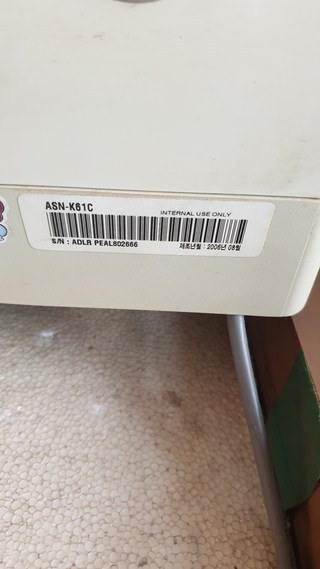 ASN-K61C
INTERNAL USE ONLY
S/N : ADLR PEAL802666
제조년월 : 2006년 08월